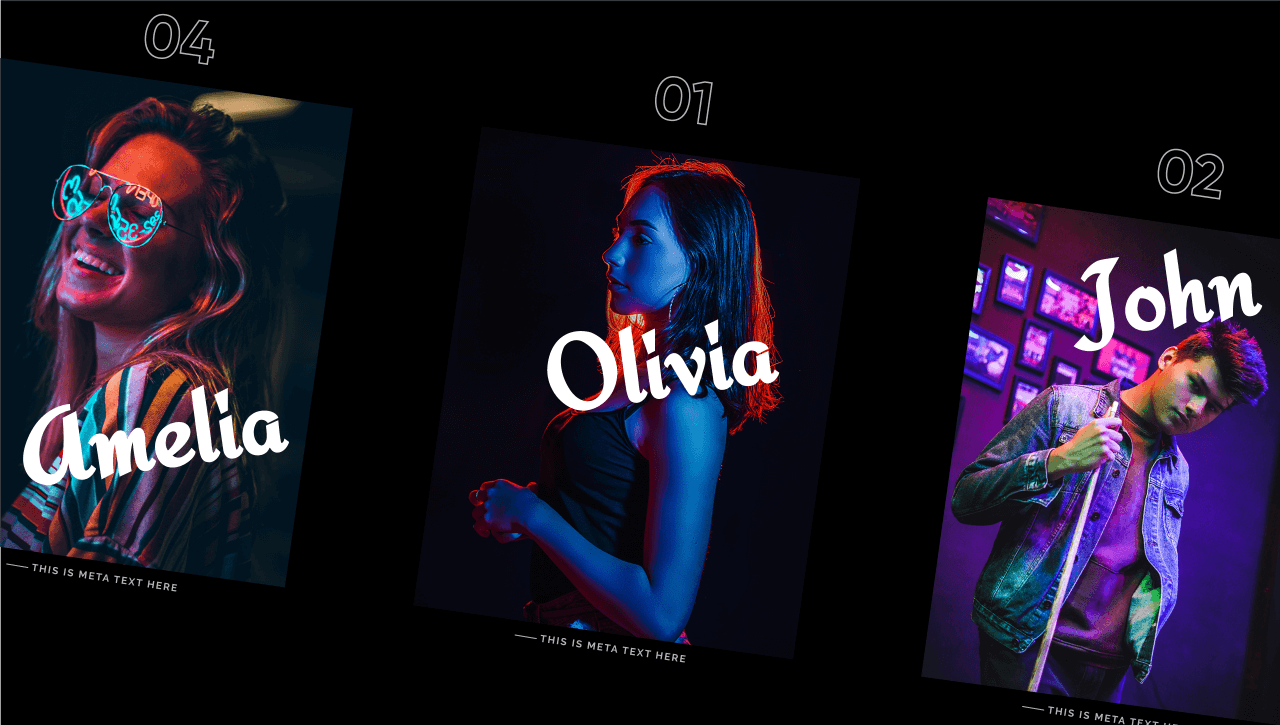 04
Amelia
THIS IS META TEXT HERE
01
Olivia
THIS IS META TEXT HERE
02
John
THIS IS META TEXT